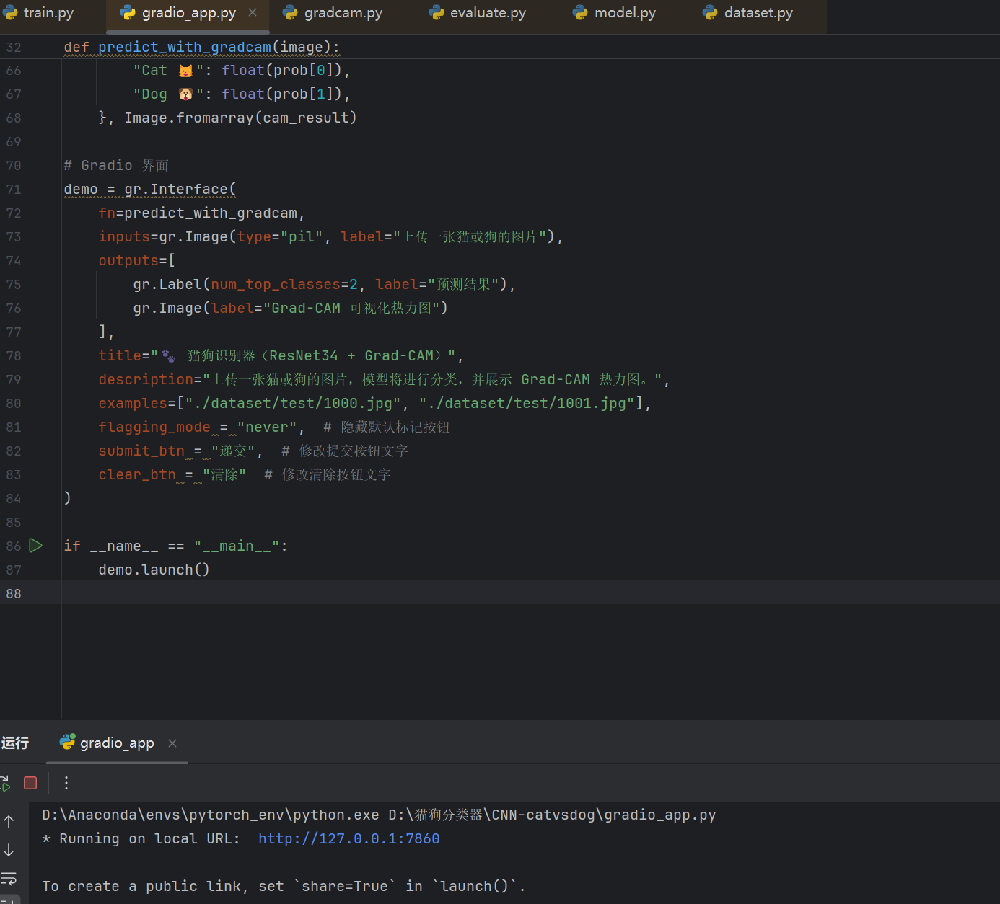 train.py gradio_app.py gradcam.py evaluate.py model.py dataset.py
32 def predict_with_gradcam(image):
66 "Cat 🐱": float(prob[0]),
67 "Dog 🐶": float(prob[1]),
68 }, Image.fromarray(cam_result)
69
70 # Gradio 界面
71 demo = gr.Interface(
72 fn=predict_with_gradcam,
73 inputs=gr.Image(type="pil", label="上传一张猫或狗的图片"),
74 outputs=[
75 gr.Label(num_top_classes=2, label="预测结果"),
76 gr.Image(label="Grad-CAM 可视化热力图")
77 ],
78 title="🐾 猫狗识别器（ResNet34 + Grad-CAM）",
79 description="上传一张猫或狗的图片，模型将进行分类，并展示 Grad-CAM 热力图。",
80 examples=["./dataset/test/1000.jpg", "./dataset/test/1001.jpg"],
81 flagging_mode = "never", # 隐藏默认标记按钮
82 submit_btn = "递交", # 修改提交按钮文字
83 clear_btn = "清除" # 修改清除按钮文字
84 )
85
86 if __name__ == "__main__":
87 demo.launch()
88
运行 gradio_app
D:\Anaconda\envs\pytorch_env\python.exe D:\猫狗分类器\CNN-catvsdog\gradio_app.py
* Running on local URL: http://127.0.0.1:7860
To create a public link, set `share=True` in `launch()`.